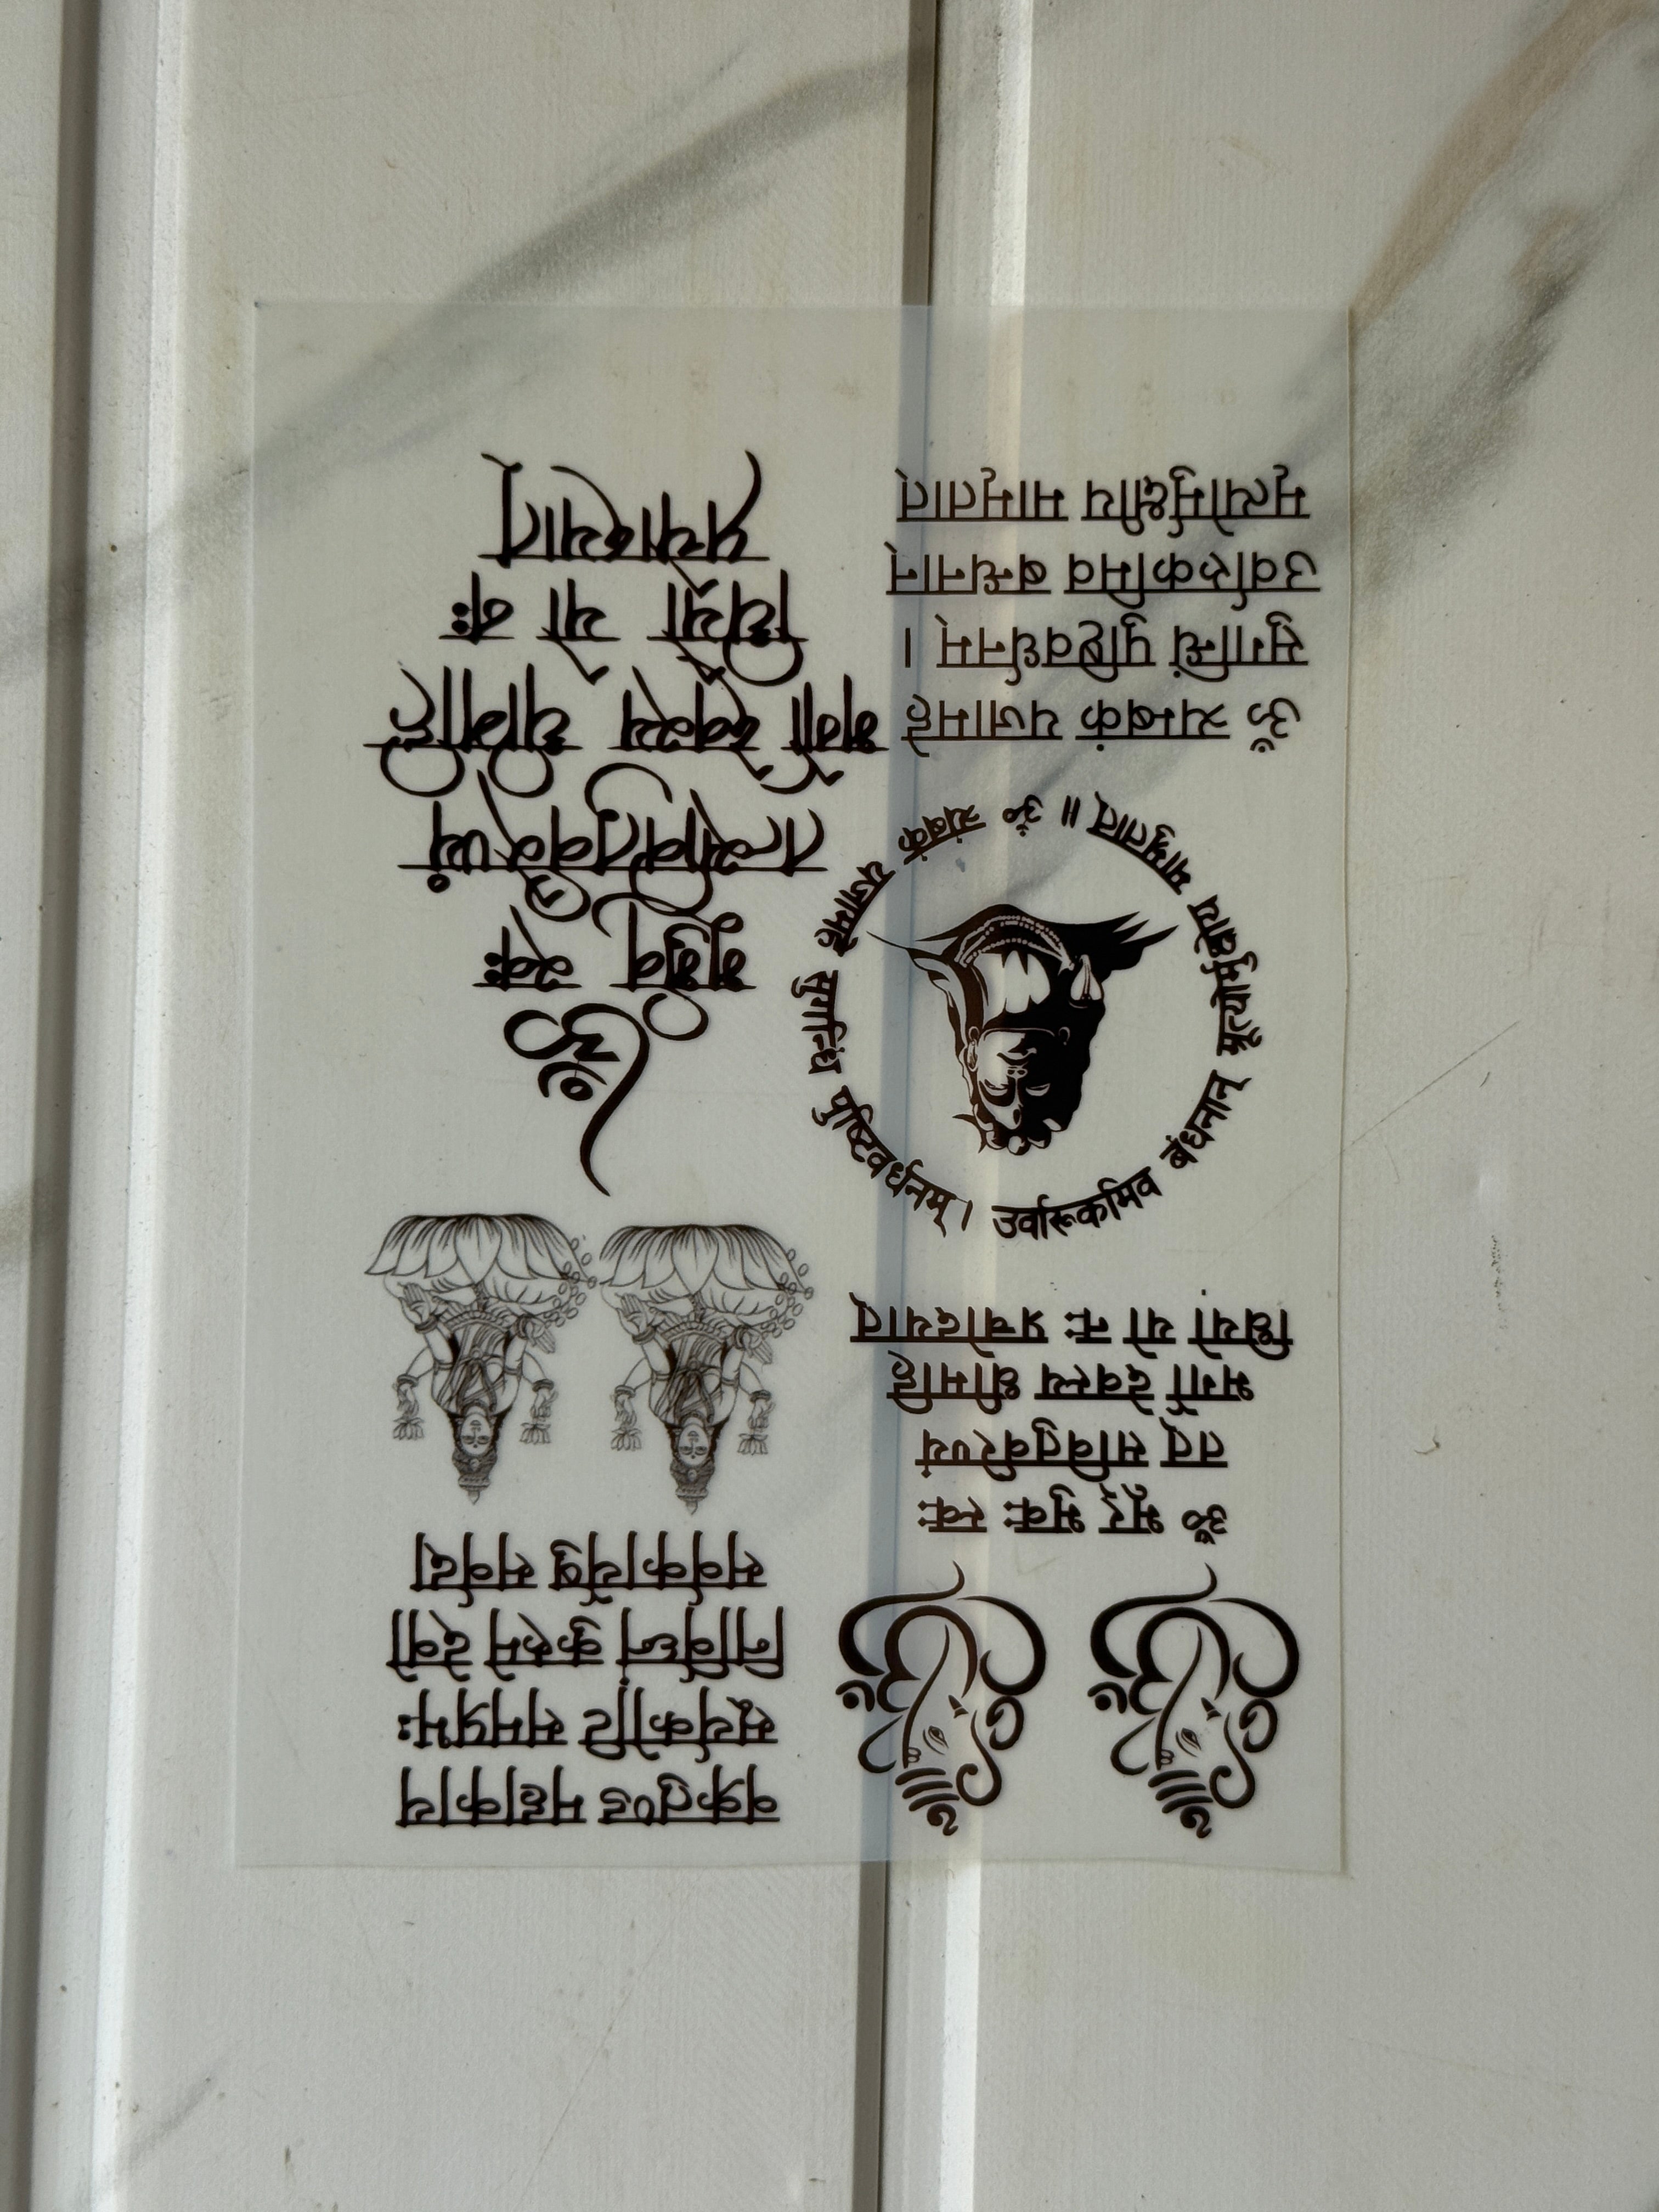 ॐ भूर् भुवः स्वः
तत् सवितुर्वरेण्यं
भर्गो देवस्य धीमहि
धियो यो नः प्रचोदयात्
ॐ त्र्यंबकं यजामहे सुगन्धिं पुष्टिवर्धनम्। उर्वारूकमिव बंधनान् मृत्योर्मुक्षीय मामृतात् ॥
ॐ त्र्यम्बकं यजामहे
सुगन्धिं पुष्टिवर्धनम् ।
उर्वारुकमिव बन्धनान्
मृत्योर्मुक्षीय मामृतात्
वक्रतुण्ड महाकाय
सूर्यकोटि समप्रभः
निर्विघ्नं कुरुमे देवो
सर्वकार्येषु सर्वदा
ॐ
भूर्भुव स्वः
तत्सवितुर्वरेण्यं
भर्गो देवस्य धीमहि
धियो यो नः
प्रचोदयात्